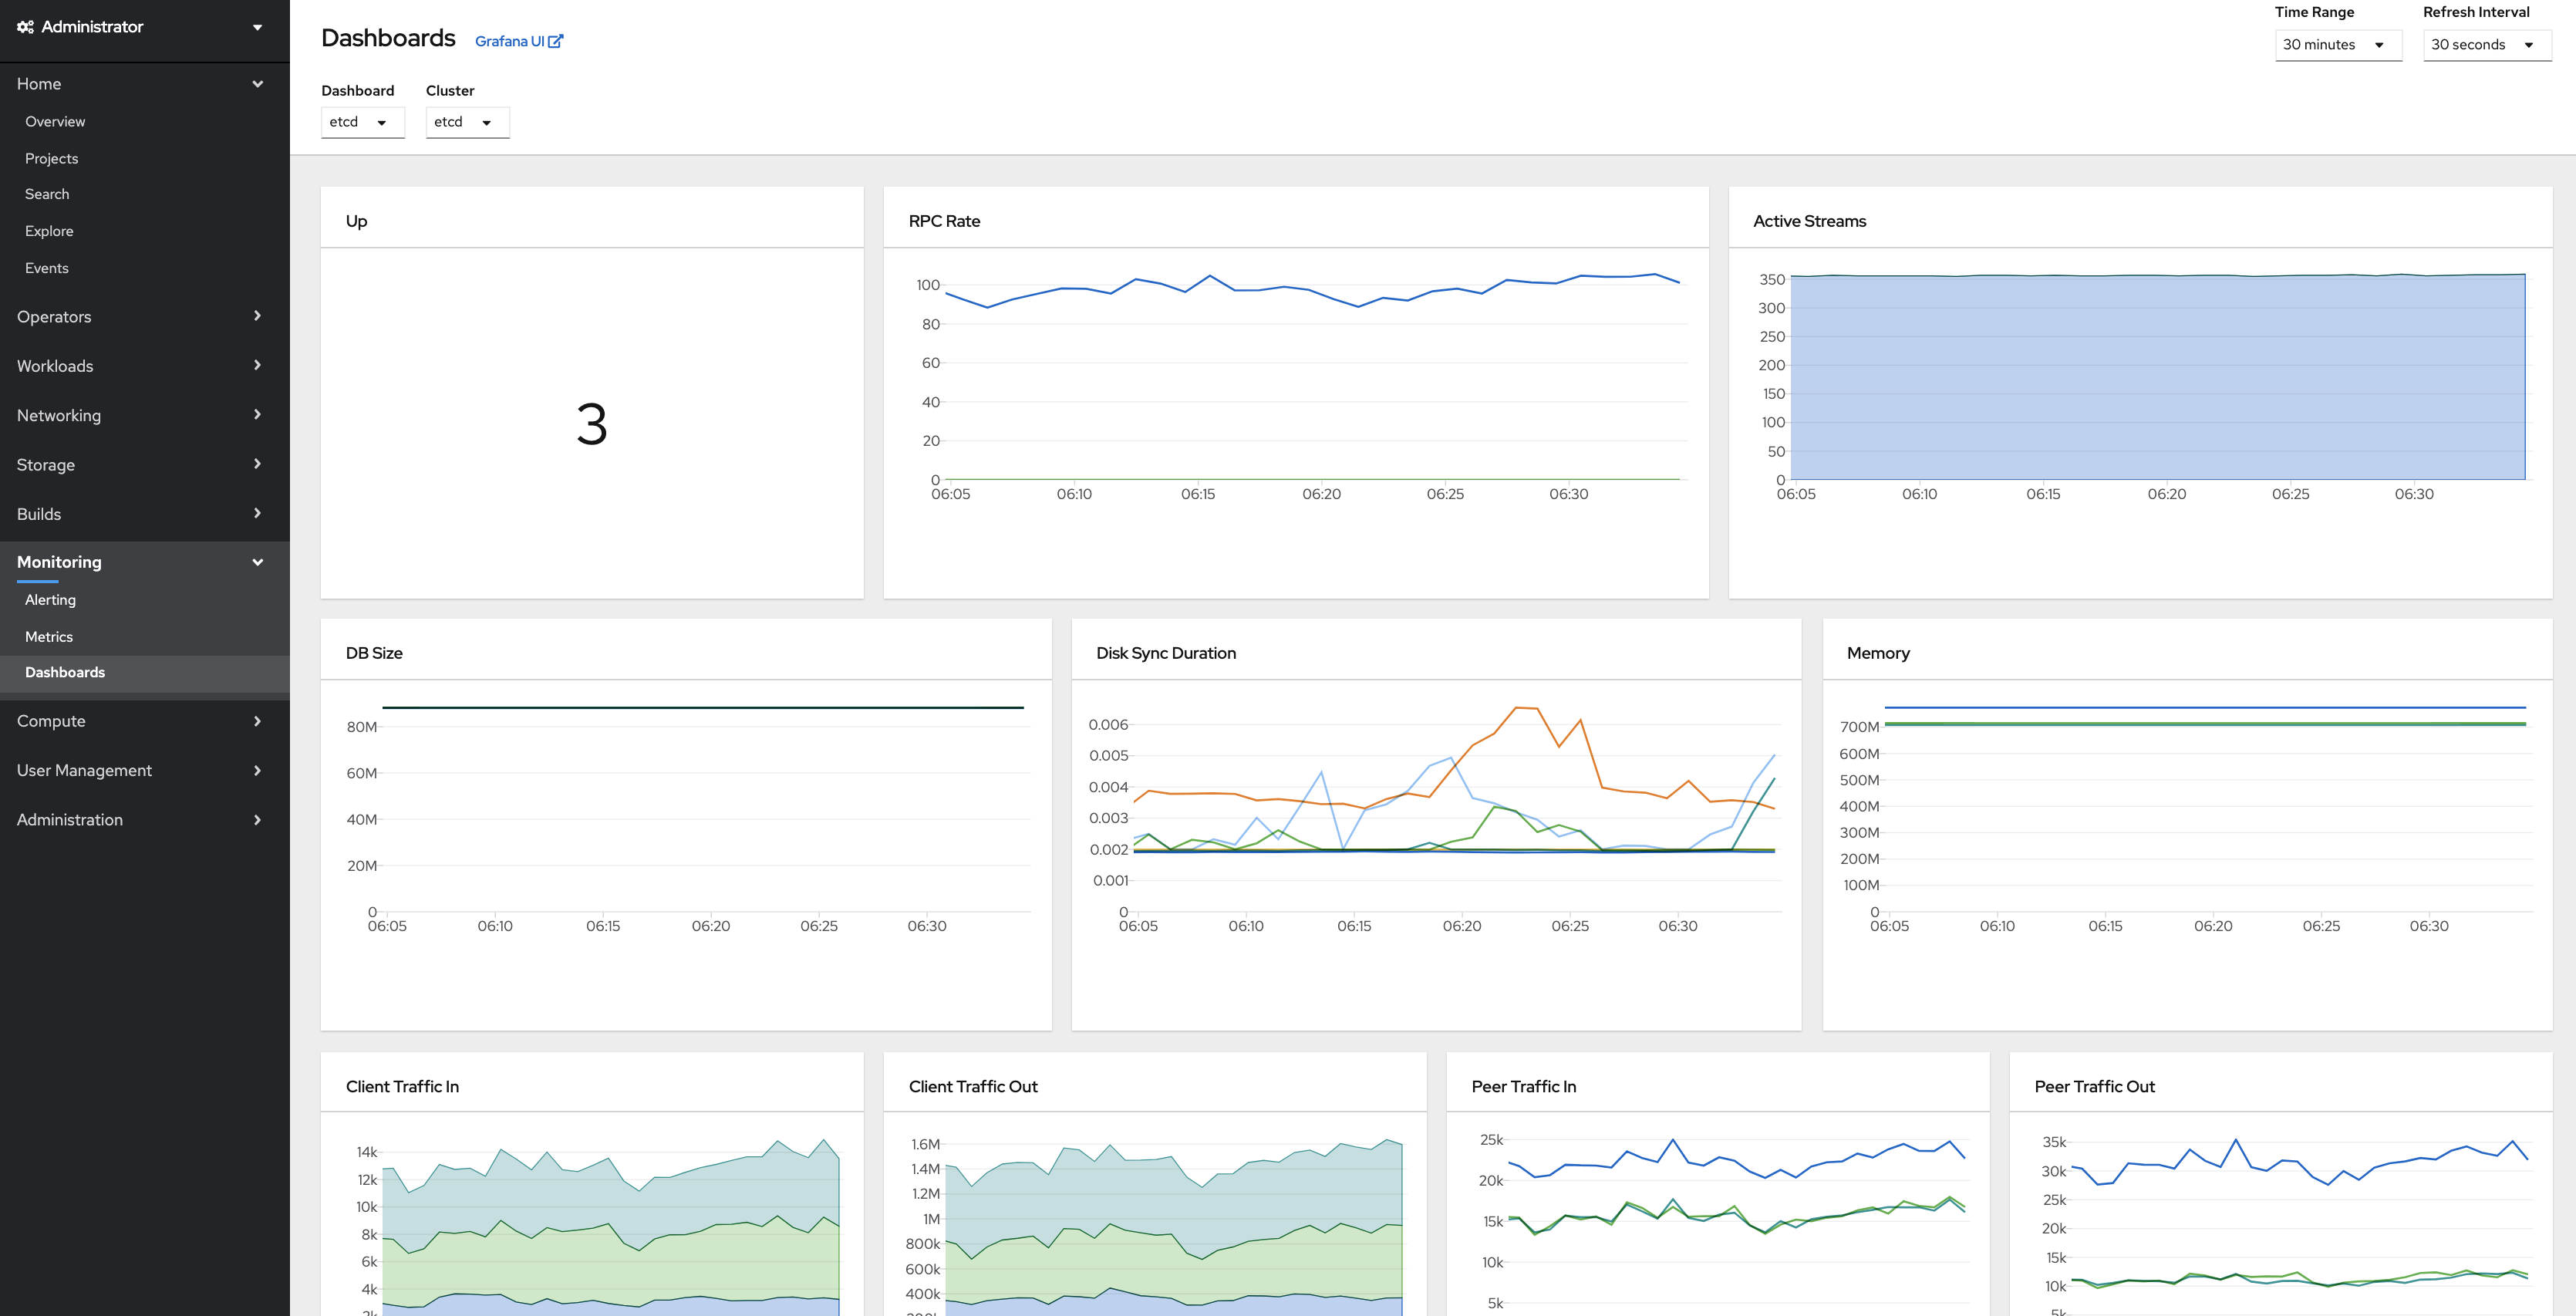 Administrator
Home
Overview
Projects
Search
Explore
Events
Operators
Workloads
Networking
Storage
Builds
Monitoring
Alerting
Metrics
Dashboards
Compute
User Management
Administration
Dashboards Grafana UI
Time Range Refresh Interval
30 minutes 30 seconds
Dashboard Cluster
etcd etcd
Up
3
RPC Rate
100
80
60
40
20
0
06:05 06:10 06:15 06:20 06:25 06:30
Active Streams
350
300
250
200
150
100
50
0
06:05 06:10 06:15 06:20 06:25 06:30
DB Size
80M
60M
40M
20M
0
06:05 06:10 06:15 06:20 06:25 06:30
Disk Sync Duration
0.006
0.005
0.004
0.003
0.002
0.001
0
06:05 06:10 06:15 06:20 06:25 06:30
Memory
700M
600M
500M
400M
300M
200M
100M
0
06:05 06:10 06:15 06:20 06:25 06:30
Client Traffic In
14k
12k
10k
8k
6k
4k
2k
Client Traffic Out
1.6M
1.4M
1.2M
1M
800k
600k
400k
200k
Peer Traffic In
25k
20k
15k
10k
5k
Peer Traffic Out
35k
30k
25k
20k
15k
10k
5k